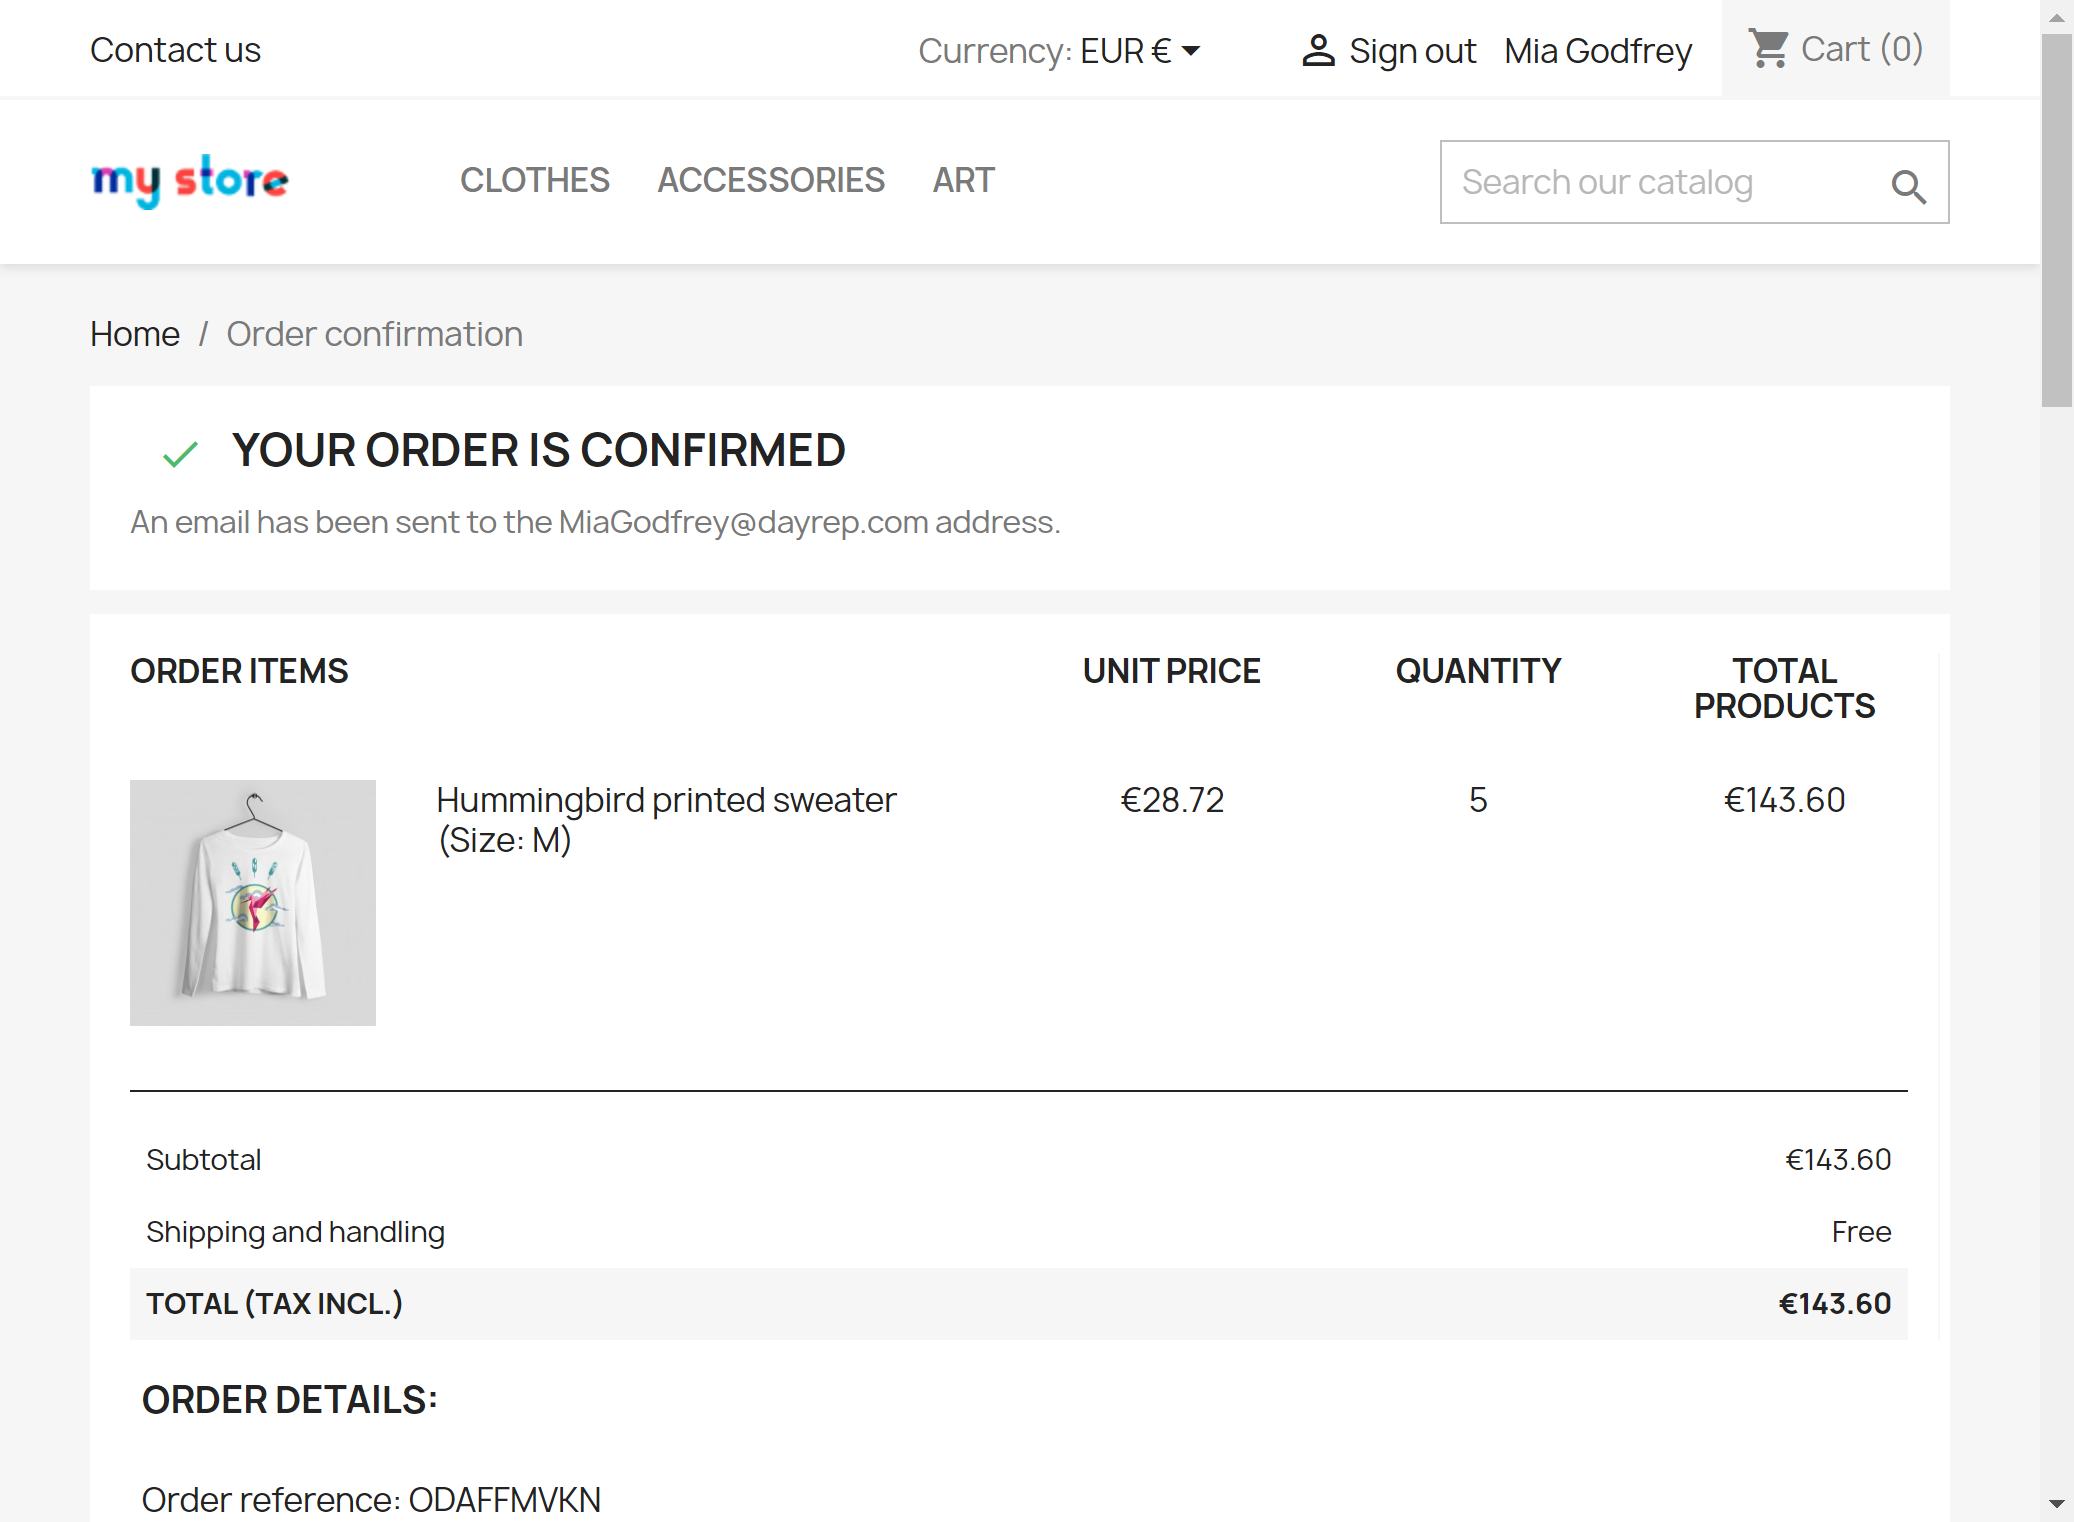 Contact us
Currency: EUR €
Sign out
Mia Godfrey
Cart (0)
my store
CLOTHES
ACCESSORIES
ART
Search our catalog
Home / Order confirmation
YOUR ORDER IS CONFIRMED
An email has been sent to the MiaGodfrey@dayrep.com address.
ORDER ITEMS
UNIT PRICE
QUANTITY
TOTAL
PRODUCTS
Hummingbird printed sweater
(Size: M)
€28.72
5
€143.60
Subtotal
€143.60
Shipping and handling
Free
TOTAL (TAX INCL.)
€143.60
ORDER DETAILS:
Order reference: ODAFFMVKN